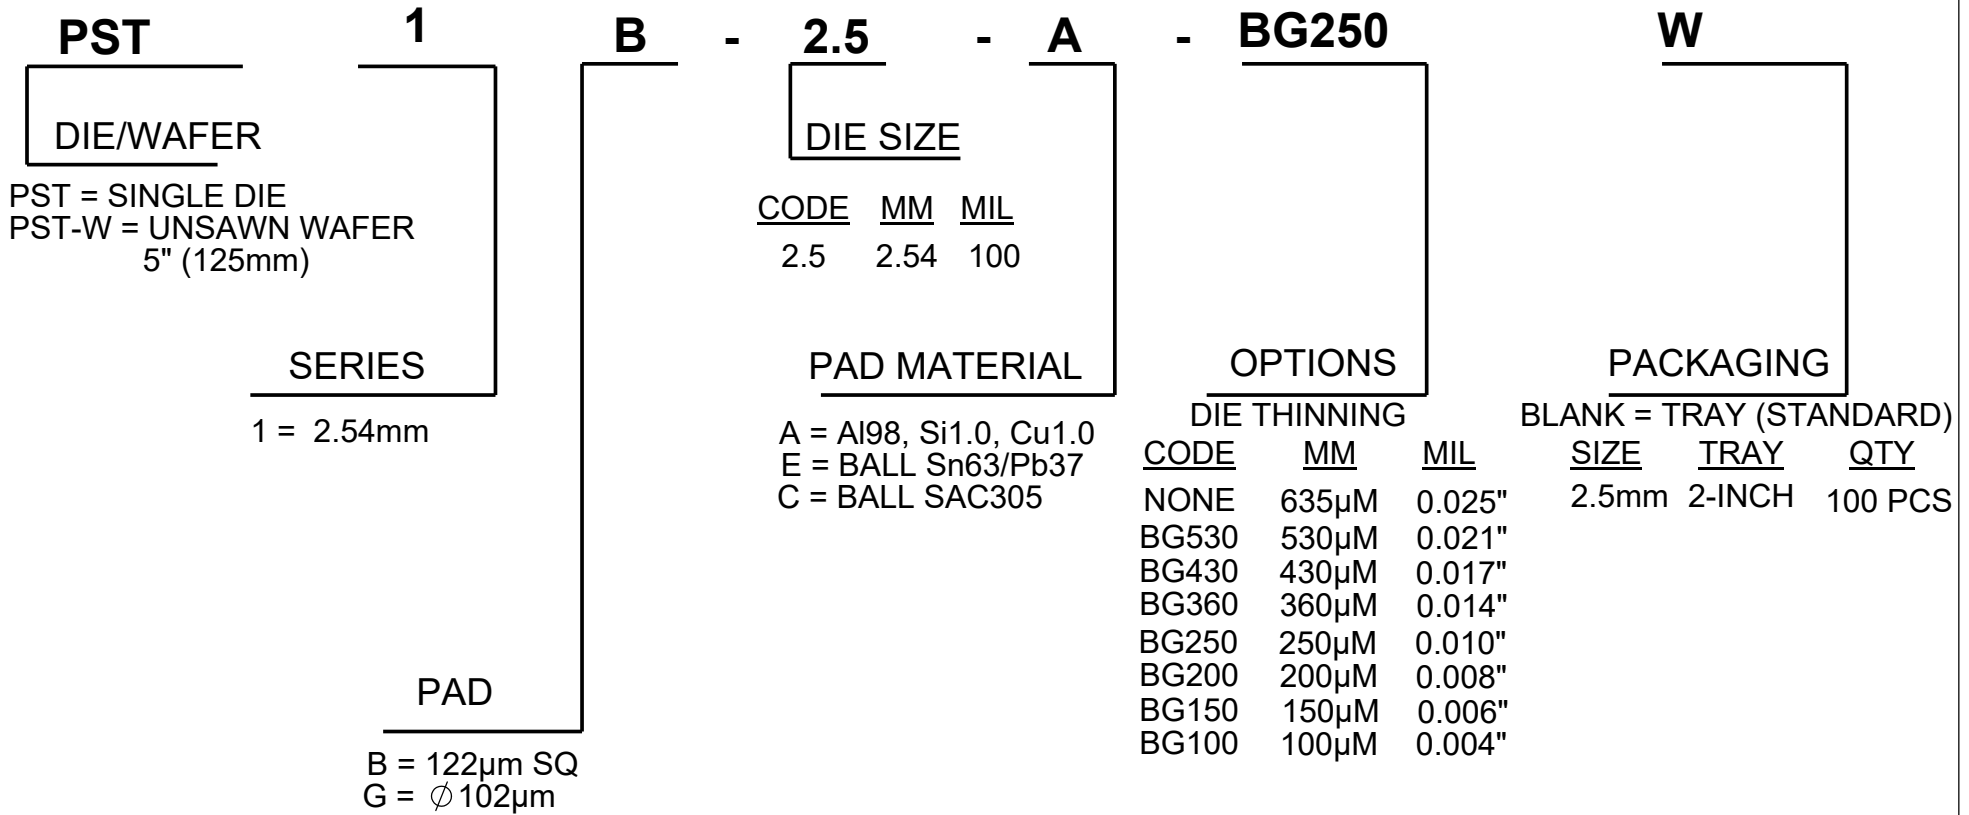 PST 1 B - 2.5 - A - BG250 W
DIE/WAFER
PST = SINGLE DIE
PST-W = UNSAWN WAFER
5" (125mm)
SERIES
1 = 2.54mm
PAD
B = 122µm SQ
G = ∅102µm
DIE SIZE
CODE MM MIL
2.5 2.54 100
PAD MATERIAL
A = Al98, Si1.0, Cu1.0
E = BALL Sn63/Pb37
C = BALL SAC305
OPTIONS
DIE THINNING
CODE MM MIL
NONE 635µM 0.025"
BG530 530µM 0.021"
BG430 430µM 0.017"
BG360 360µM 0.014"
BG250 250µM 0.010"
BG200 200µM 0.008"
BG150 150µM 0.006"
BG100 100µM 0.004"
PACKAGING
BLANK = TRAY (STANDARD)
SIZE TRAY QTY
2.5mm 2-INCH 100 PCS